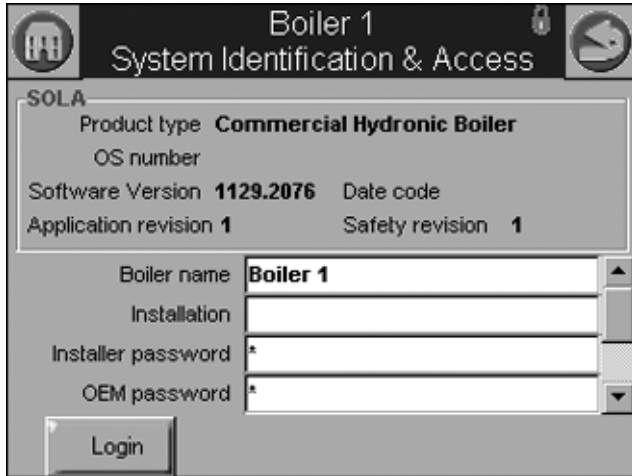 Boiler 1
System Identification & Access
SOLA
Product type Commercial Hydronic Boiler
OS number
Software Version 1129.2076 Date code
Application revision 1 Safety revision 1
Boiler name Boiler 1
Installation
Installer password *
OEM password *
Login